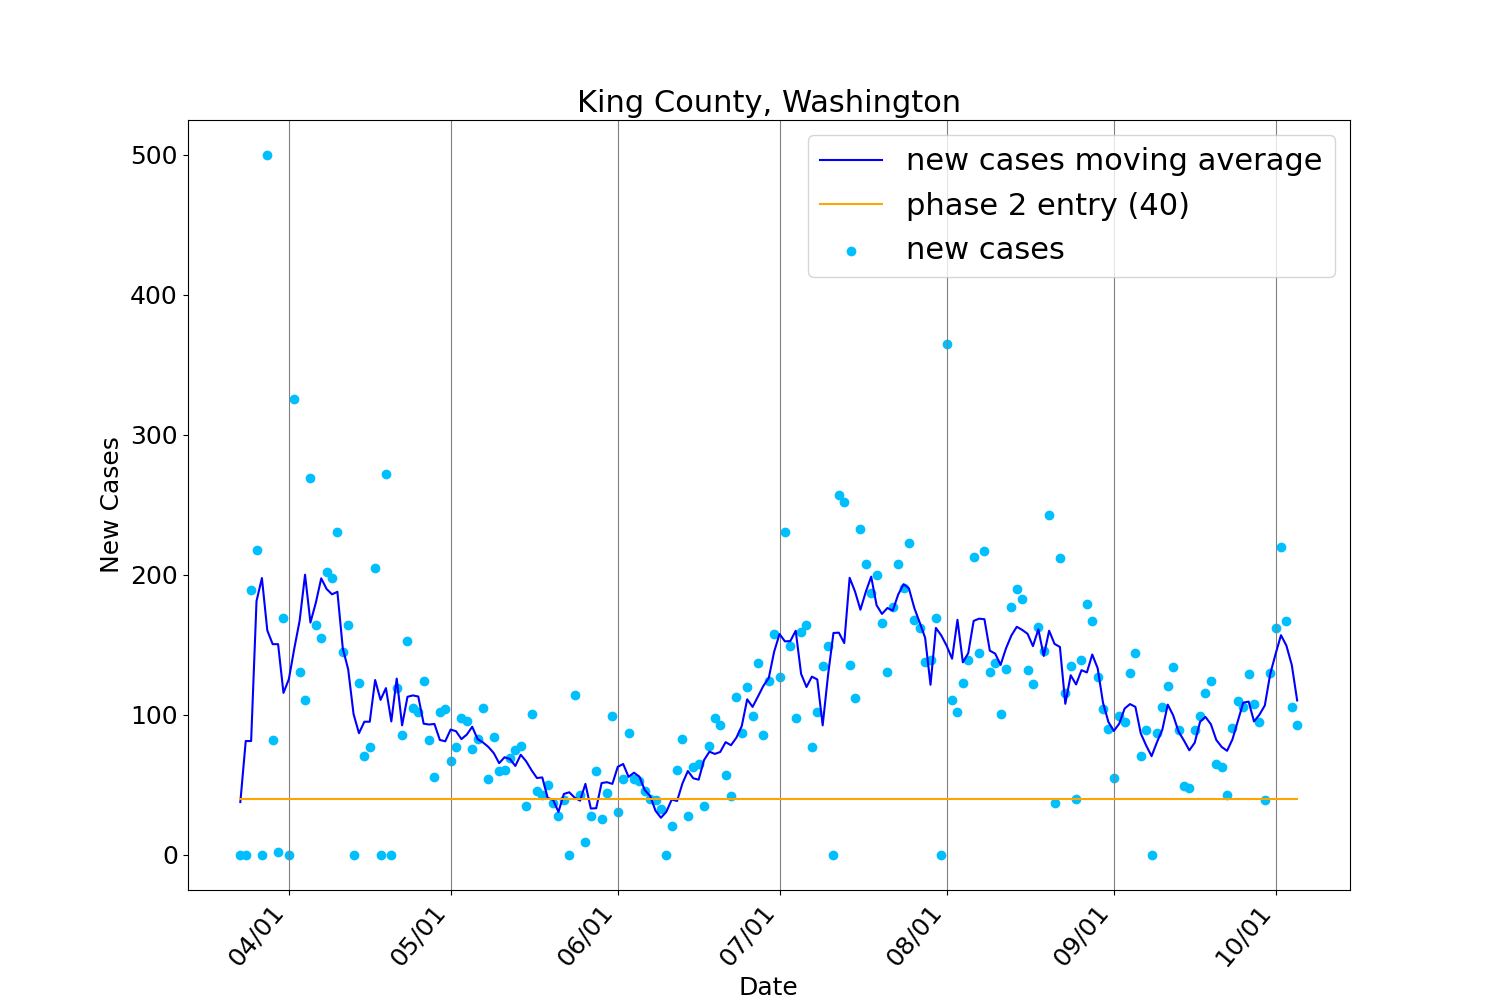 King County, Washington
new cases moving average
phase 2 entry (40)
new cases
500
400
300
200
100
0
New Cases
04/01
05/01
06/01
07/01
08/01
09/01
10/01
Date